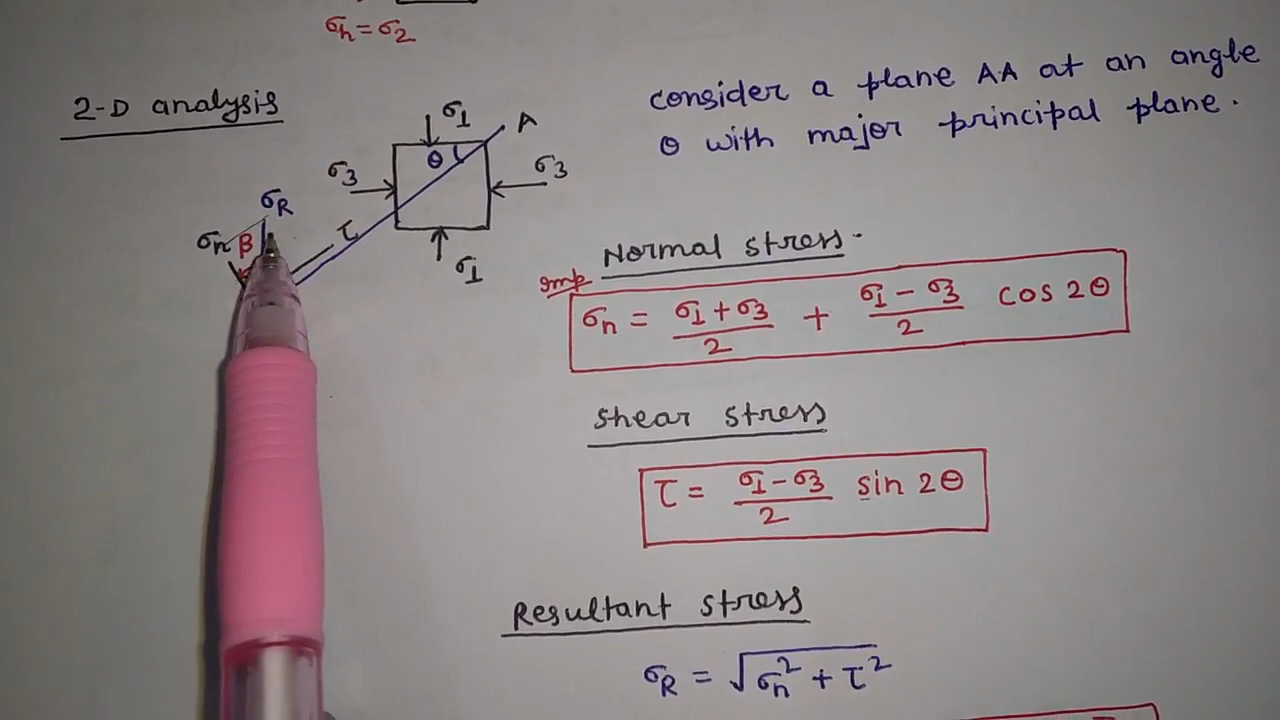 σn = σ2
2-D analysis
consider a plane AA at an angle
θ with major principal plane.
σ1
A
θ
σ3
σ3
σR
τ
σn
β
σ1
Normal stress.
Imp
σn = (σ1 + σ3)/2 + (σ1 - σ3)/2 cos 2θ
shear stress
τ = (σ1 - σ3)/2 sin 2θ
Resultant stress
σR = √(σn² + τ²)